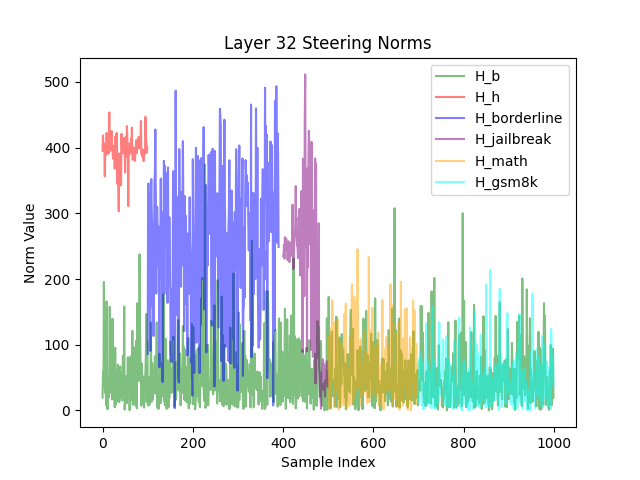 Layer 32 Steering Norms
Norm Value
500
400
300
200
100
0
H_b
H_h
H_borderline
H_jailbreak
H_math
H_gsm8k
0 200 400 600 800 1000
Sample Index